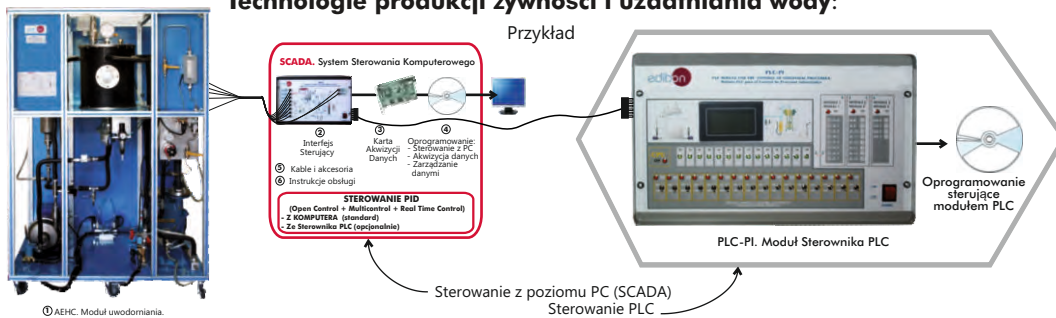 Technologie produkcji żywności i uzdatniania wody:
Przykład
SCADA. System Sterowania Komputerowego
② Interfejs Sterujący
③ Karta Akwizycji Danych
④ Oprogramowanie:
- Sterowanie z PC
- Akwizycja danych
- Zarządzanie danymi
⑤ Kable i akcesoria
⑥ Instrukcje obsługi
STEROWANIE PID
(Open Control + Multicontrol + Real Time Control)
- Z KOMPUTERA (standard)
- Ze Sterownika PLC (opcjonalnie)
edibon
PLC-PI
Oprogramowanie
sterujące
modułem PLC
PLC-PI. Moduł Sterownika PLC
Sterowanie z poziomu PC (SCADA)
Sterowanie PLC
① AEHC. Moduł uwodorniania.